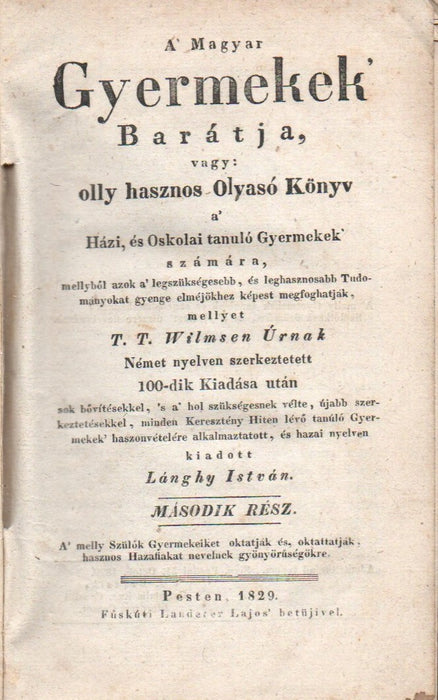 A' Magyar
Gyermekek'
Barátja,
vagy:
olly hasznos Olyasó Könyv
a'
Házi, és Oskolai tanuló Gyermekek'
számára,
mellyből azok a' legszükségesebb, és leghasznosabb Tudo-
mányokat gyenge elméjökhez képest megfoghatják,
mellyet
T. T. Wilmsen Úrnak
Német nyelven szerkeztetett
100-dik Kiadása után
sok bővítésekkel, 's a' hol szükségesnek vélte, újabb szer-
keztetésekkel, minden Keresztény Hiten lévő tanúló Gyer-
mekek' haszonvételére alkalmaztatott, és hazai nyelven
kiadott
Lánghy István.
MÁSODIK RÉSZ.
A' melly Szülők Gyermekeiket oktatják és, oktattatják,
hasznos Hazafiakat nevelnek gyönyörűségökre.
Pesten, 1829.
Füskúti Landerer Lajos' betüjivel.